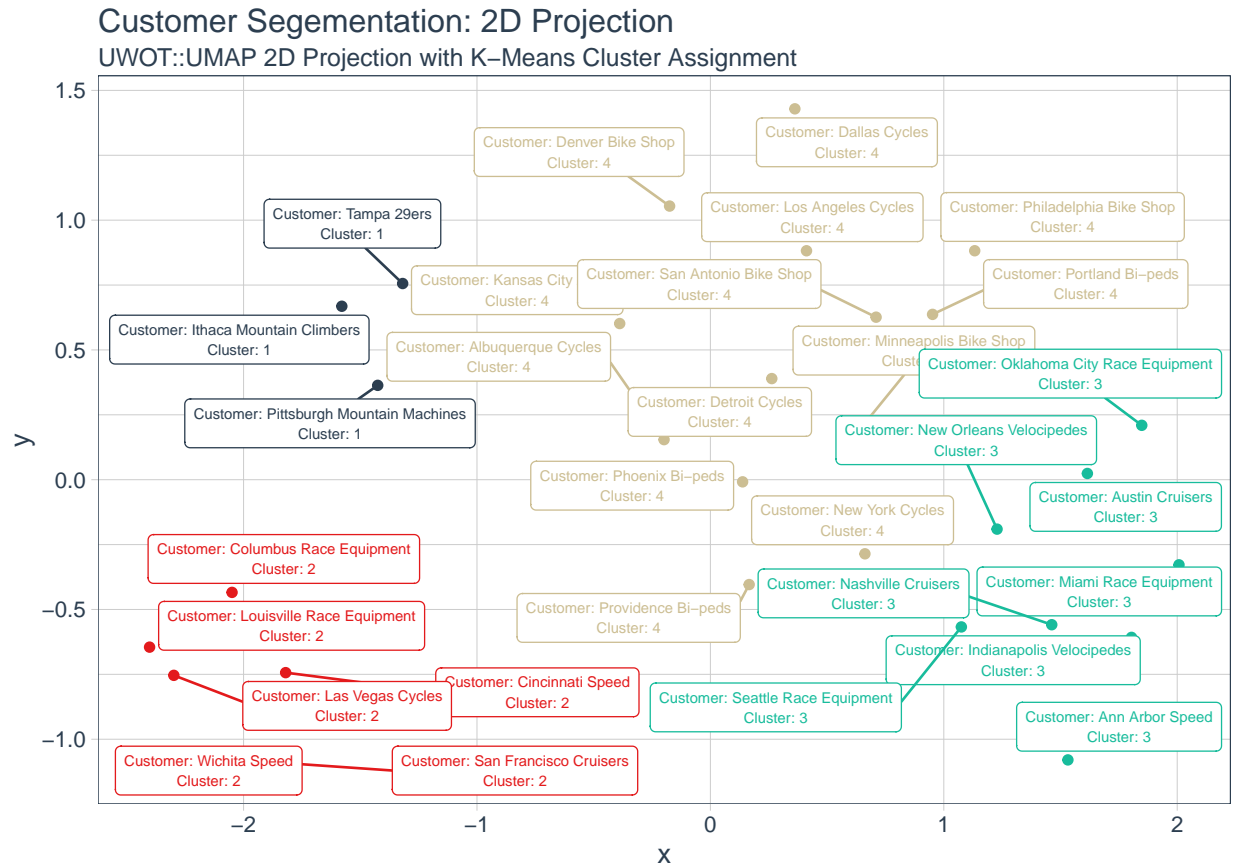 Customer Segementation: 2D Projection
UWOT::UMAP 2D Projection with K−Means Cluster Assignment
1.5
1.0
0.5
0.0
−0.5
−1.0
y
Customer: Dallas Cycles
Cluster: 4
Customer: Denver Bike Shop
Cluster: 4
Customer: Tampa 29ers
Cluster: 1
Customer: Los Angeles Cycles
Cluster: 4
Customer: Philadelphia Bike Shop
Cluster: 4
Customer: Kansas City
Cluster: 4
Customer: San Antonio Bike Shop
Cluster: 4
Customer: Portland Bi−peds
Cluster: 4
Customer: Ithaca Mountain Climbers
Cluster: 1
Customer: Albuquerque Cycles
Cluster: 4
Customer: Minneapolis Bike Shop
Customer: Oklahoma City Race Equipment
Cluster: 3
Customer: Pittsburgh Mountain Machines
Cluster: 1
Customer: Detroit Cycles
Cluster: 4
Customer: New Orleans Velocipedes
Cluster: 3
Customer: Phoenix Bi−peds
Cluster: 4
Customer: Austin Cruisers
Cluster: 3
Customer: New York Cycles
Cluster: 4
Customer: Columbus Race Equipment
Cluster: 2
Customer: Nashville Cruisers
Cluster: 3
Customer: Miami Race Equipment
Cluster: 3
Customer: Louisville Race Equipment
Cluster: 2
Customer: Providence Bi−peds
Cluster: 4
Customer: Indianapolis Velocipedes
Cluster: 3
Customer: Cincinnati Speed
Cluster: 2
Customer: Las Vegas Cycles
Cluster: 2
Customer: Seattle Race Equipment
Cluster: 3
Customer: Ann Arbor Speed
Cluster: 3
Customer: Wichita Speed
Cluster: 2
Customer: San Francisco Cruisers
Cluster: 2
−2
−1
0
1
2
x